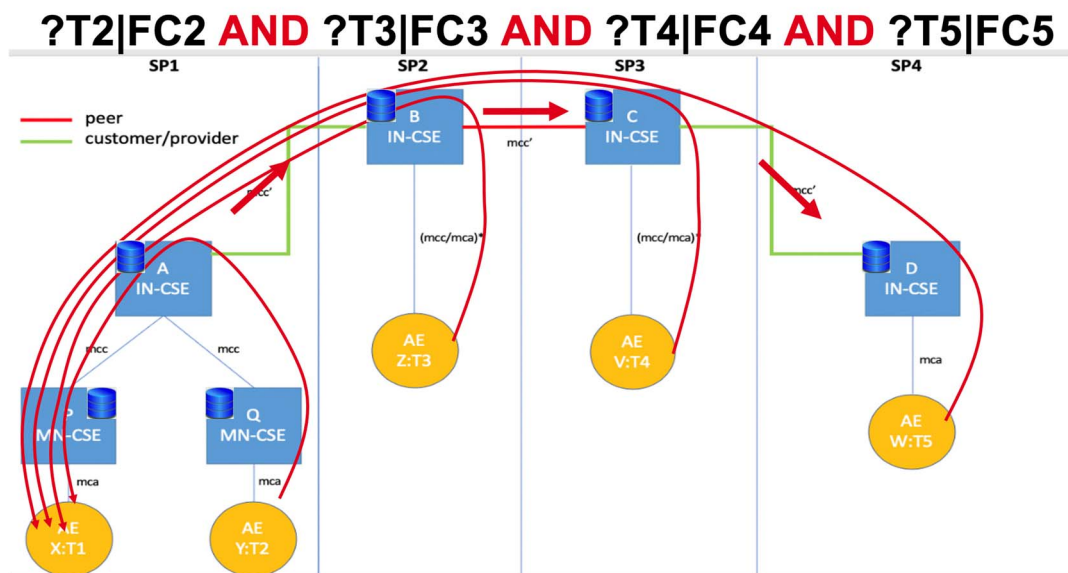 ?T2|FC2 AND ?T3|FC3 AND ?T4|FC4 AND ?T5|FC5
SP1
SP2
SP3
SP4
peer
customer/provider
B
IN-CSE
mcc'
C
IN-CSE
mcc'
mcc'
(mcc/mca)*
(mcc/mca)*
A
IN-CSE
D
IN-CSE
AE
Z:T3
AE
V:T4
mcc
mcc
mca
P
MN-CSE
Q
MN-CSE
AE
W:T5
mca
mca
AE
X:T1
AE
Y:T2